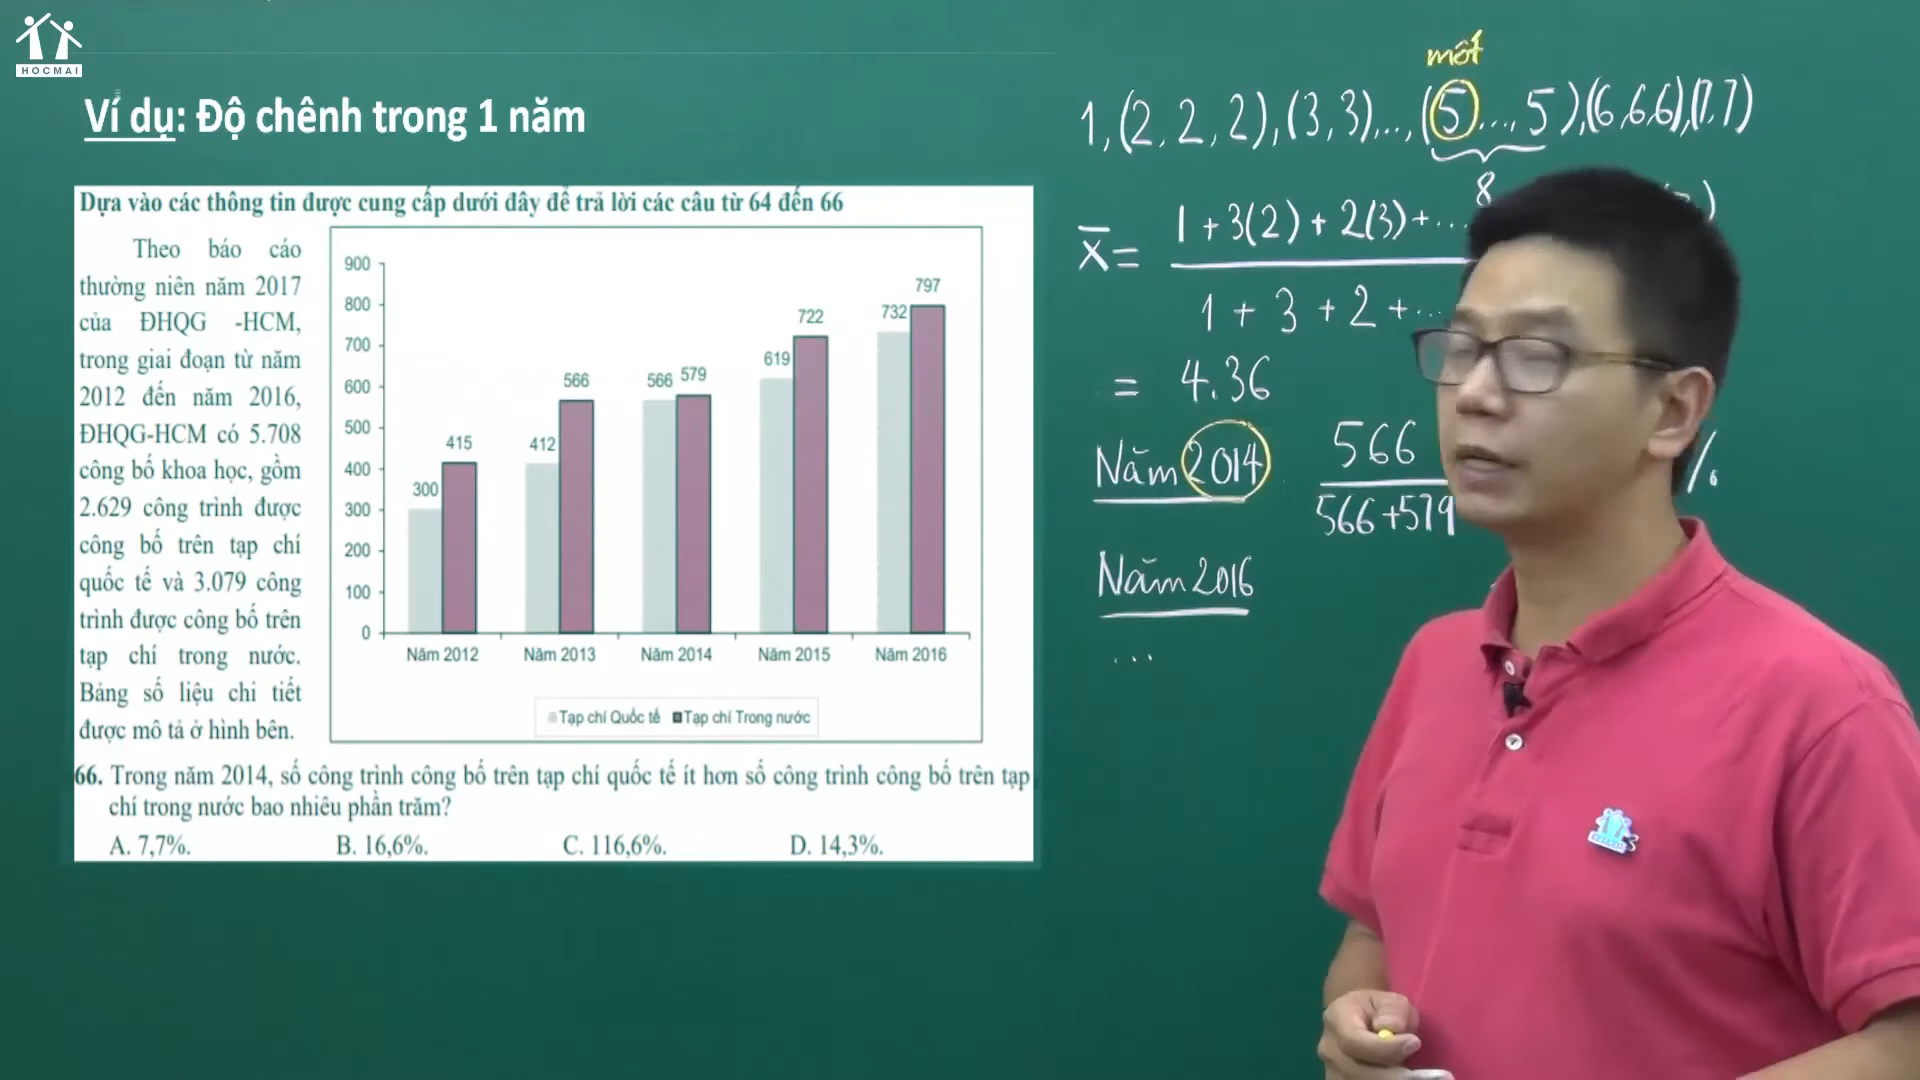 HOCMAI
Ví dụ: Độ chênh trong 1 năm
Dựa vào các thông tin được cung cấp dưới đây để trả lời các câu từ 64 đến 66
Theo báo cáo
thường niên năm 2017
của ĐHQG -HCM,
trong giai đoạn từ năm
2012 đến năm 2016,
ĐHQG-HCM có 5.708
công bố khoa học, gồm
2.629 công trình được
công bố trên tạp chí
quốc tế và 3.079 công
trình được công bố trên
tạp chí trong nước.
Bảng số liệu chi tiết
được mô tả ở hình bên.
900
800
700
600
500
400
300
200
100
0
300
415
412
566
566
579
619
722
732
797
Năm 2012
Năm 2013
Năm 2014
Năm 2015
Năm 2016
Tạp chí Quốc tế
Tạp chí Trong nước
66. Trong năm 2014, số công trình công bố trên tạp chí quốc tế ít hơn số công trình công bố trên tạp
chí trong nước bao nhiêu phần trăm?
A. 7,7%. B. 16,6%. C. 116,6%. D. 14,3%.
mốt
1, (2, 2, 2), (3, 3), ..., (5 ..., 5), (6,6,6), (7,7)
8
x̄ =
1 + 3(2) + 2(3) + ...
1 + 3 + 2 + ...
= 4.36
Năm 2014
566
566+579
%
Năm 2016
...